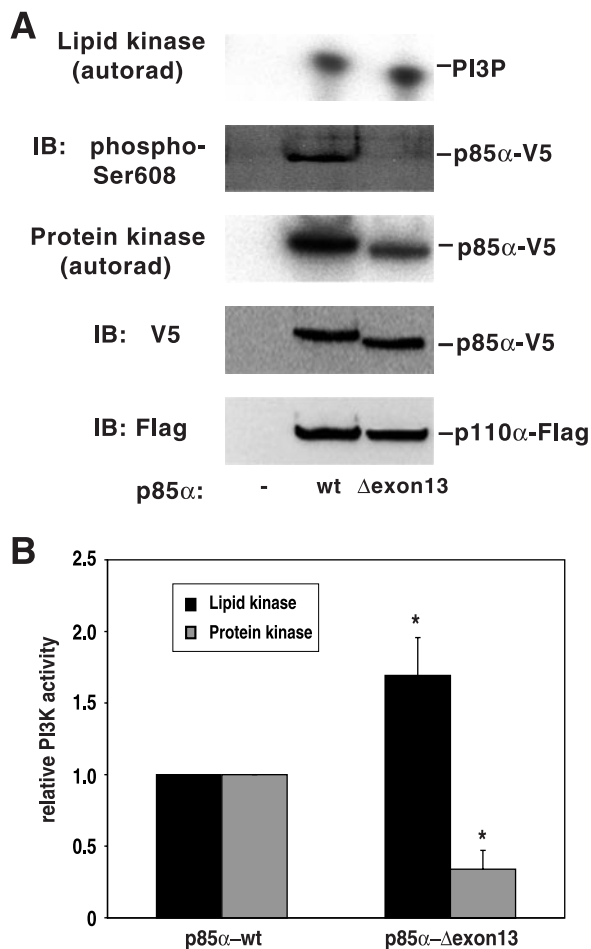 A
Lipid kinase
(autorad)
–PI3P
IB: phospho-
Ser608
–p85α-V5
Protein kinase
(autorad)
–p85α-V5
IB: V5
–p85α-V5
IB: Flag
–p110α-Flag
p85α: - wt Δexon13
B
relative PI3K activity
2.5
2.0
1.5
1.0
0.5
0
Lipid kinase
Protein kinase
*
*
p85α–wt p85α–Δexon13